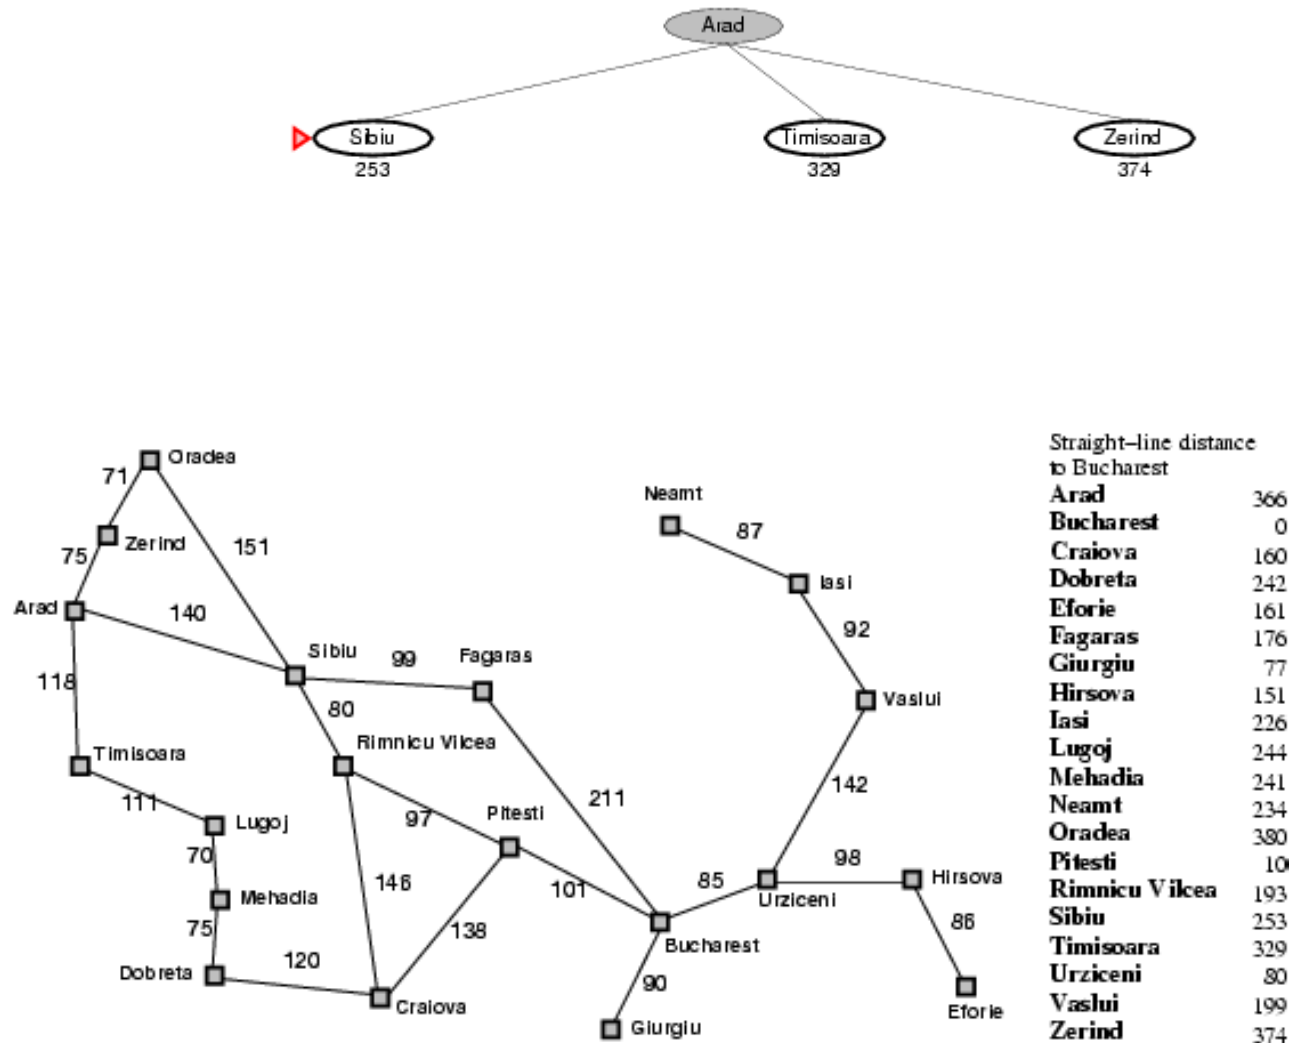 Arad
Sibiu
Timisoara
Zerind
253
329
374
Straight–line distance
to Bucharest
Arad 366
Bucharest 0
Craiova 160
Dobreta 242
Eforie 161
Fagaras 176
Giurgiu 77
Hirsova 151
Iasi 226
Lugoj 244
Mehadia 241
Neamt 234
Oradea 380
Pitesti
Rimnicu Vilcea 193
Sibiu 253
Timisoara 329
Urziceni 80
Vaslui 199
Zerind 374
Oradea
71
Neamt
87
Zerind
151
75
Iasi
Arad
140
92
Sibiu
99
Fagaras
118
80
Vaslui
Rimnicu Vilcea
Timisoara
111
211
142
Lugoj
97
Pitesti
70
98
Hirsova
146
101
85
Urziceni
Mehadia
75
138
86
Bucharest
120
Dobreta
90
Craiova
Eforie
Giurgiu